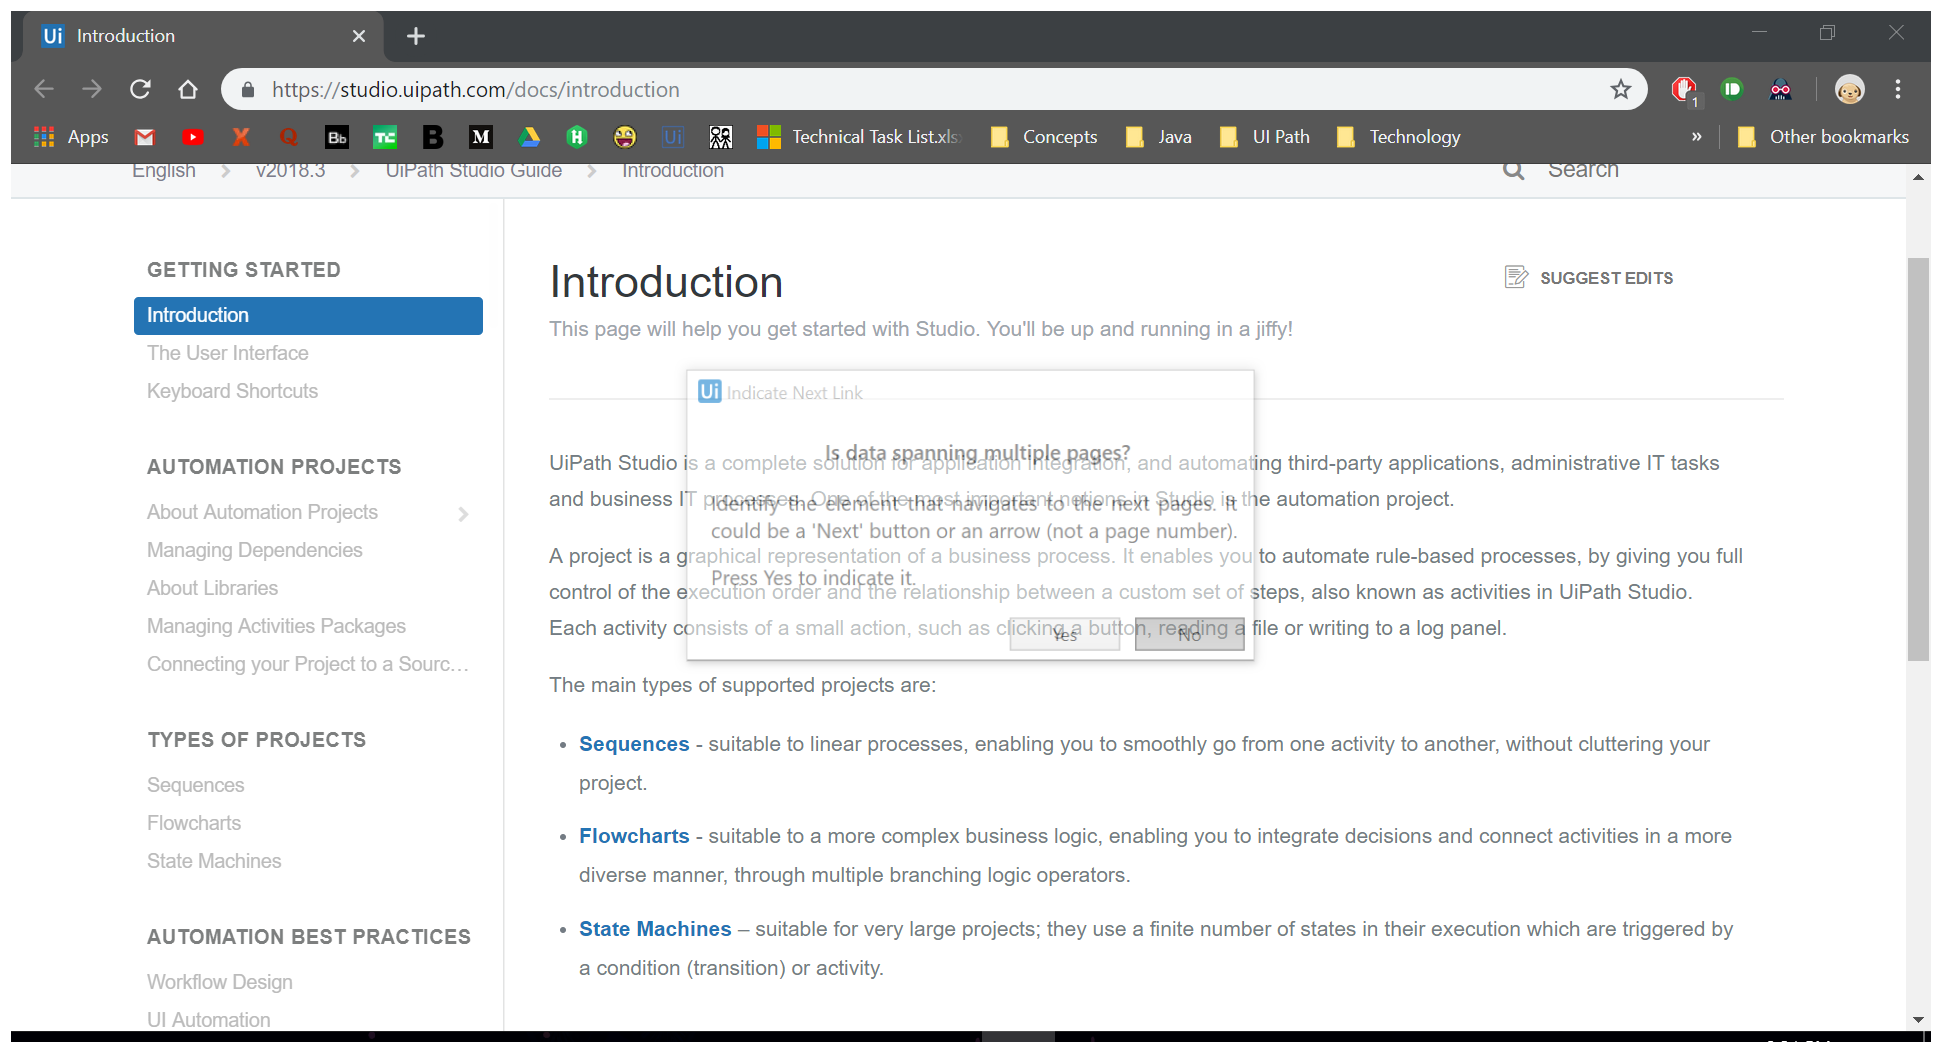 Ui Introduction
https://studio.uipath.com/docs/introduction
1
Apps
Bb
TC
B
M
Ui
Technical Task List.xls
Concepts
Java
UI Path
Technology
»
Other bookmarks
English > v2018.3 > UiPath Studio Guide > Introduction
Search
GETTING STARTED
Introduction
The User Interface
Keyboard Shortcuts
AUTOMATION PROJECTS
About Automation Projects
Managing Dependencies
About Libraries
Managing Activities Packages
Connecting your Project to a Sourc…
TYPES OF PROJECTS
Sequences
Flowcharts
State Machines
AUTOMATION BEST PRACTICES
Workflow Design
UI Automation
Introduction
SUGGEST EDITS
This page will help you get started with Studio. You'll be up and running in a jiffy!
UiPath Studio is a complete solution for application integration, and automating third-party applications, administrative IT tasks
and business IT processes. One of the most important notions in Studio is the automation project.
A project is a graphical representation of a business process. It enables you to automate rule-based processes, by giving you full
control of the execution order and the relationship between a custom set of steps, also known as activities in UiPath Studio.
Each activity consists of a small action, such as clicking a button, reading a file or writing to a log panel.
The main types of supported projects are:
• Sequences - suitable to linear processes, enabling you to smoothly go from one activity to another, without cluttering your
project.
• Flowcharts - suitable to a more complex business logic, enabling you to integrate decisions and connect activities in a more
diverse manner, through multiple branching logic operators.
• State Machines – suitable for very large projects; they use a finite number of states in their execution which are triggered by
a condition (transition) or activity.
Ui Indicate Next Link
Is data spanning multiple pages?
Identify the element that navigates to the next pages. It
could be a 'Next' button or an arrow (not a page number).
Press Yes to indicate it.
Yes
No